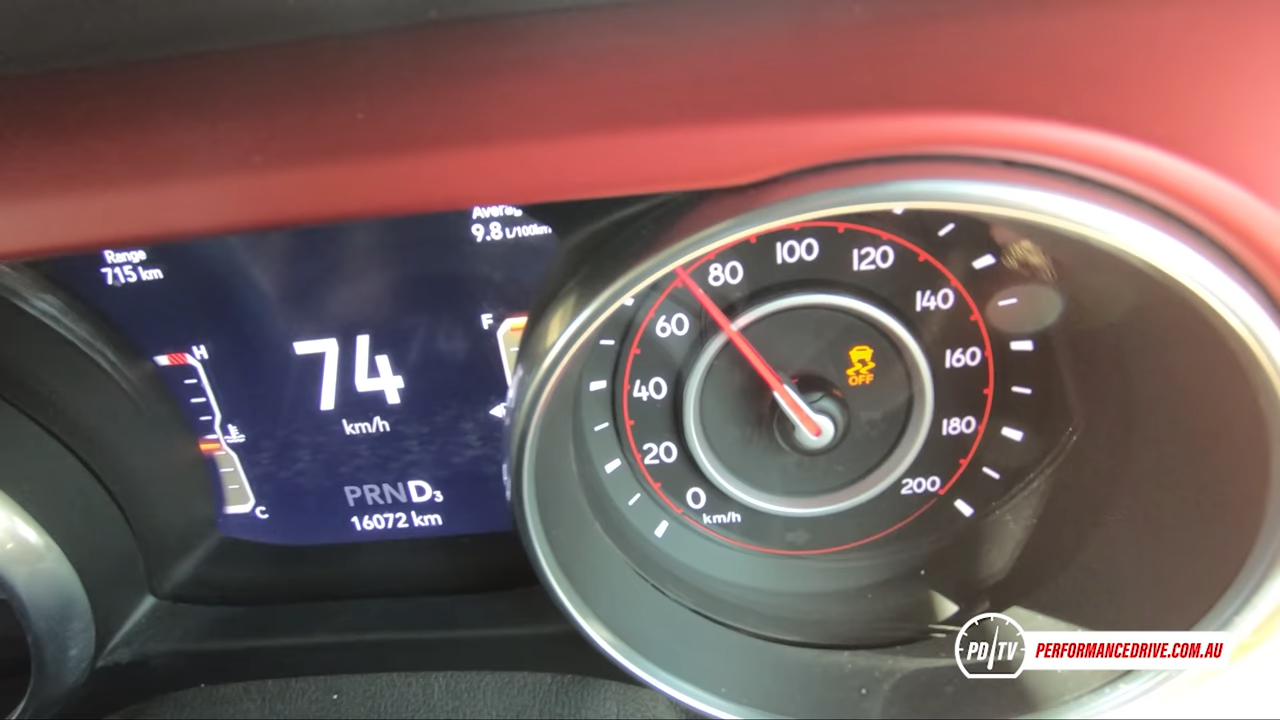 Range
715 km
Averag
9.8 L/100km
H
C
F
74
km/h
PRND3
16072 km
0
20
40
60
80
100
120
140
160
180
200
km/h
OFF
PD TV
PERFORMANCEDRIVE.COM.AU